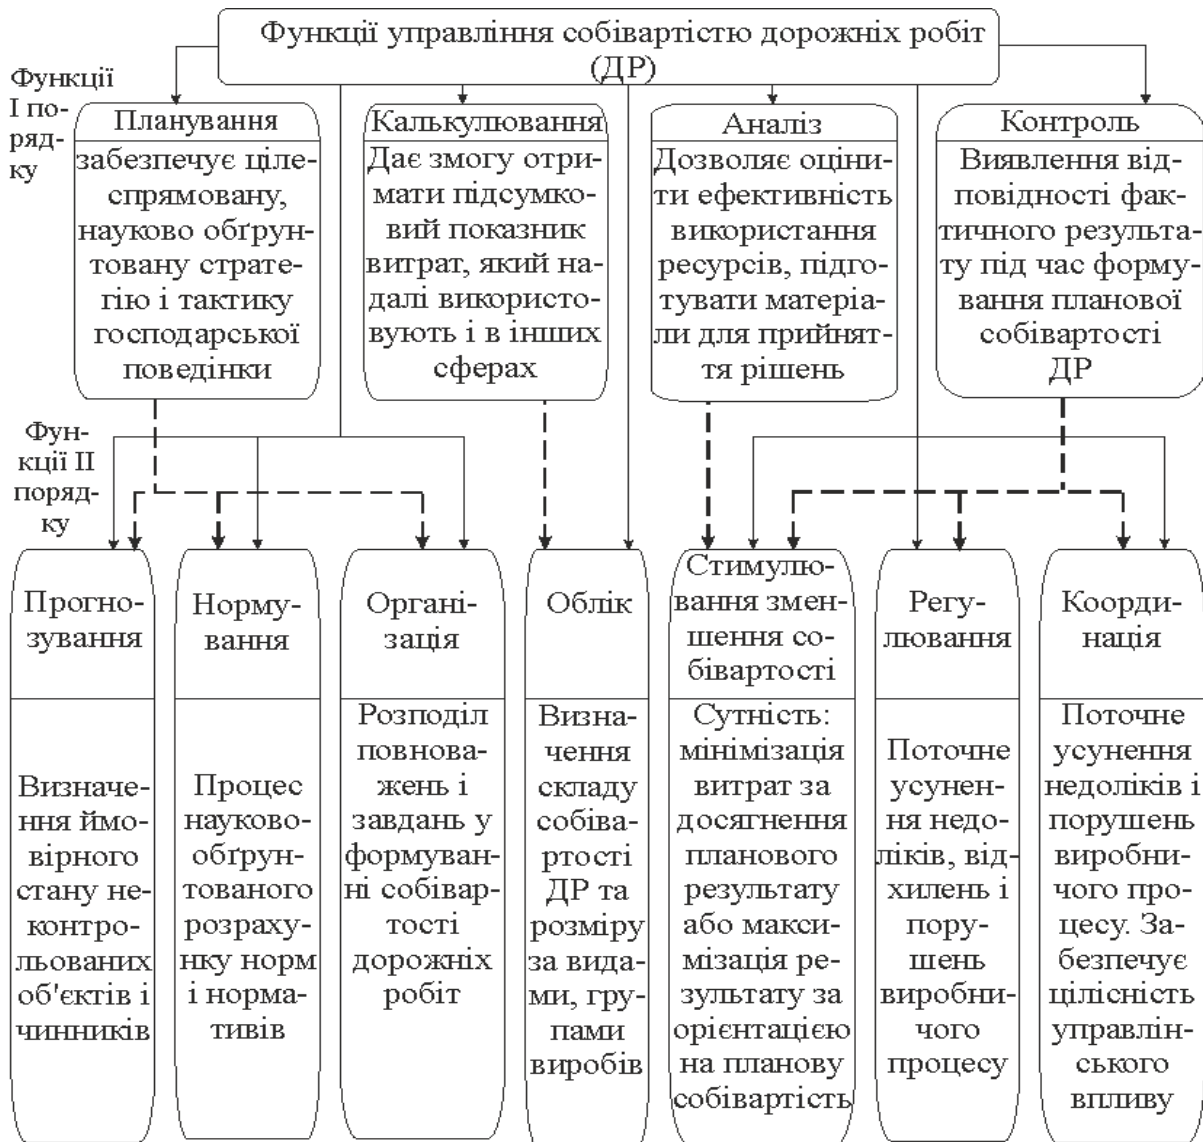 Функції управління собівартістю дорожніх робіт
(ДР)
Функції
І по-
ряд-
ку
Планування
забезпечує ціле-
спрямовану,
науково обґрун-
товану страте-
гію і тактику
господарської
поведінки
Калькулювання
Дає змогу отри-
мати підсумко-
вий показник
витрат, який на-
далі використо-
вують і в інших
сферах
Аналіз
Дозволяє оціни-
ти ефективність
використання
ресурсів, підго-
тувати матеріа-
ли для прийнят-
тя рішень
Контроль
Виявлення від-
повідності фак-
тичного результа-
ту під час форму-
вання планової
собівартості
ДР
Фун-
кції ІІ
поряд-
ку
Прогно-
зування
Визначе-
ння ймо-
вірного
стану не-
контро-
льованих
об'єктів і
чинників
Норму-
вання
Процес
науково-
обґрун-
тованого
розраху-
нку норм
і норма-
тивів
Органі-
зація
Розподіл
повнова-
жень і
завдань у
формуван-
ні собівар-
тості
дорожніх
робіт
Облік
Визна-
чення
складу
собіва-
ртості
ДР та
розміру
за вида-
ми, гру-
пами
виробів
Стимулю-
вання змен-
шення со-
бівартості
Сутність:
мінімізація
витрат за
досягнення
планового
результату
або макси-
мізація ре-
зультату за
орієнтацією
на планову
собівартість
Регу-
лювання
Поточне
усунен-
ня недо-
ліків, від-
хилень і
пору-
шень
виробни-
чого
процесу
Коорди-
нація
Поточне
усунення
недоліків і
порушень
виробни-
чого про-
цесу. За-
безпечує
цілісність
управлін-
ського
впливу